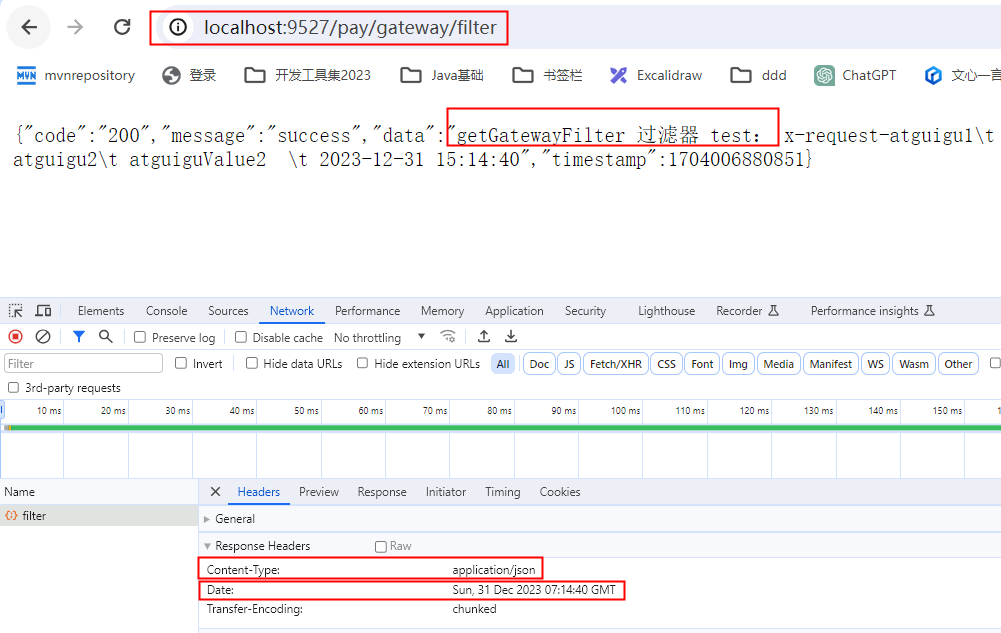 localhost:9527/pay/gateway/filter
mvnrepository 登录 开发工具集2023 Java基础 书签栏 Excalidraw ddd ChatGPT 文心一言
{"code":"200","message":"success","data":"getGatewayFilter 过滤器 test: x-request-atguigu1\t
atguigu2\t atguiguValue2 \t 2023-12-31 15:14:40","timestamp":1704006880851}
Elements Console Sources Network Performance Memory Application Security Lighthouse Recorder Performance insights
Preserve log Disable cache No throttling
Filter Invert Hide data URLs Hide extension URLs All Doc JS Fetch/XHR CSS Font Img Media Manifest WS Wasm Other
3rd-party requests
10 ms 20 ms 30 ms 40 ms 50 ms 60 ms 70 ms 80 ms 90 ms 100 ms 110 ms 120 ms 130 ms 140 ms 150 ms
Name Headers Preview Response Initiator Timing Cookies
filter General
Response Headers Raw
Content-Type: application/json
Date: Sun, 31 Dec 2023 07:14:40 GMT
Transfer-Encoding: chunked